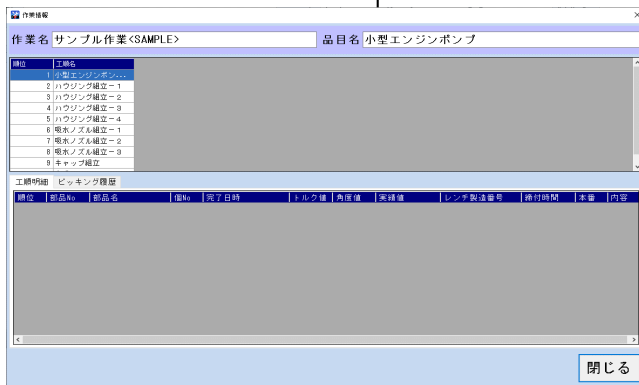 作業情報
作業名 サンプル作業<SAMPLE> 品目名 小型エンジンポンプ
順位 工順名
1 小型エンジンポン...
2 ハウジング組立－1
3 ハウジング組立－2
4 ハウジング組立－3
5 ハウジング組立－4
6 吸水ノズル組立－1
7 吸水ノズル組立－2
8 吸水ノズル組立－3
9 キャップ組立
工順明細 ピッキング履歴
順位 部品No 部品名 個No 完了日時 トルク値 角度値 実績値 レンチ製造番号 締付時間 本番 内容
閉じる